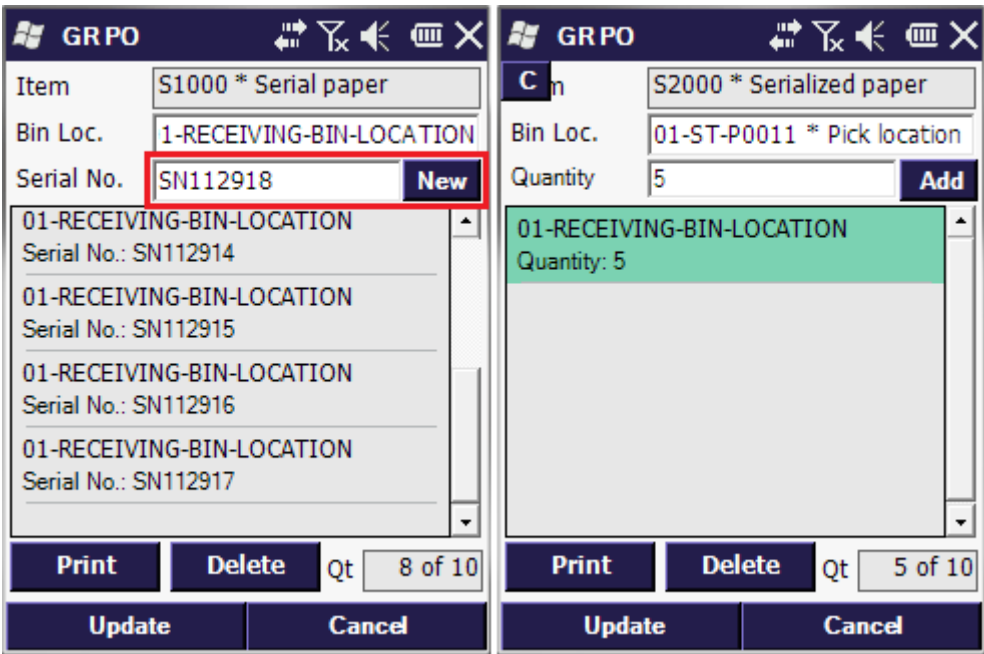 GRPO
Item S1000 * Serial paper
Bin Loc. 1-RECEIVING-BIN-LOCATION
Serial No. SN112918 New
01-RECEIVING-BIN-LOCATION
Serial No.: SN112914
01-RECEIVING-BIN-LOCATION
Serial No.: SN112915
01-RECEIVING-BIN-LOCATION
Serial No.: SN112916
01-RECEIVING-BIN-LOCATION
Serial No.: SN112917
Print Delete Qt 8 of 10
Update Cancel
GRPO
C m S2000 * Serialized paper
Bin Loc. 01-ST-P0011 * Pick location
Quantity 5 Add
01-RECEIVING-BIN-LOCATION
Quantity: 5
Print Delete Qt 5 of 10
Update Cancel